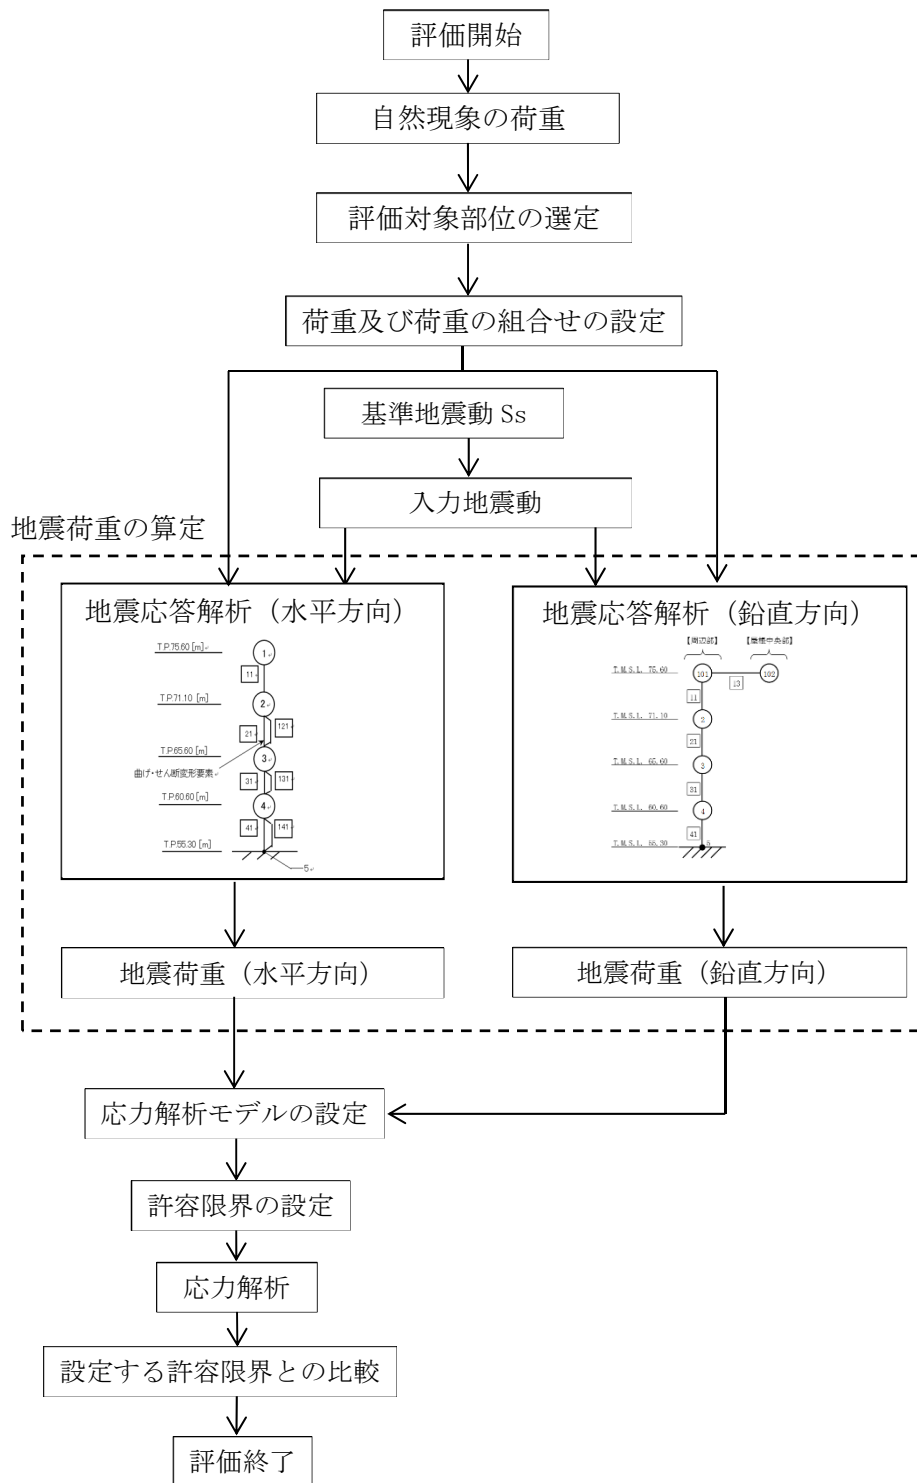 評価開始
自然現象の荷重
評価対象部位の選定
荷重及び荷重の組合せの設定
基準地震動 Ss
入力地震動
地震荷重の算定
地震応答解析（水平方向）
T.P.75.60 [m]
1
11
T.P.71.10 [m]
2
21
121
T.P.65.60 [m]
3
曲げ・せん断変形要素
31
131
T.P.60.60 [m]
4
41
141
T.P.55.30 [m]
5
地震応答解析（鉛直方向）
【周辺部】
【屋根中央部】
T.M.S.L. 75.60
101
102
13
11
T.M.S.L. 71.10
2
21
T.M.S.L. 65.60
3
31
T.M.S.L. 60.60
4
41
T.M.S.L. 55.30
5
地震荷重（水平方向）
地震荷重（鉛直方向）
応力解析モデルの設定
許容限界の設定
応力解析
設定する許容限界との比較
評価終了